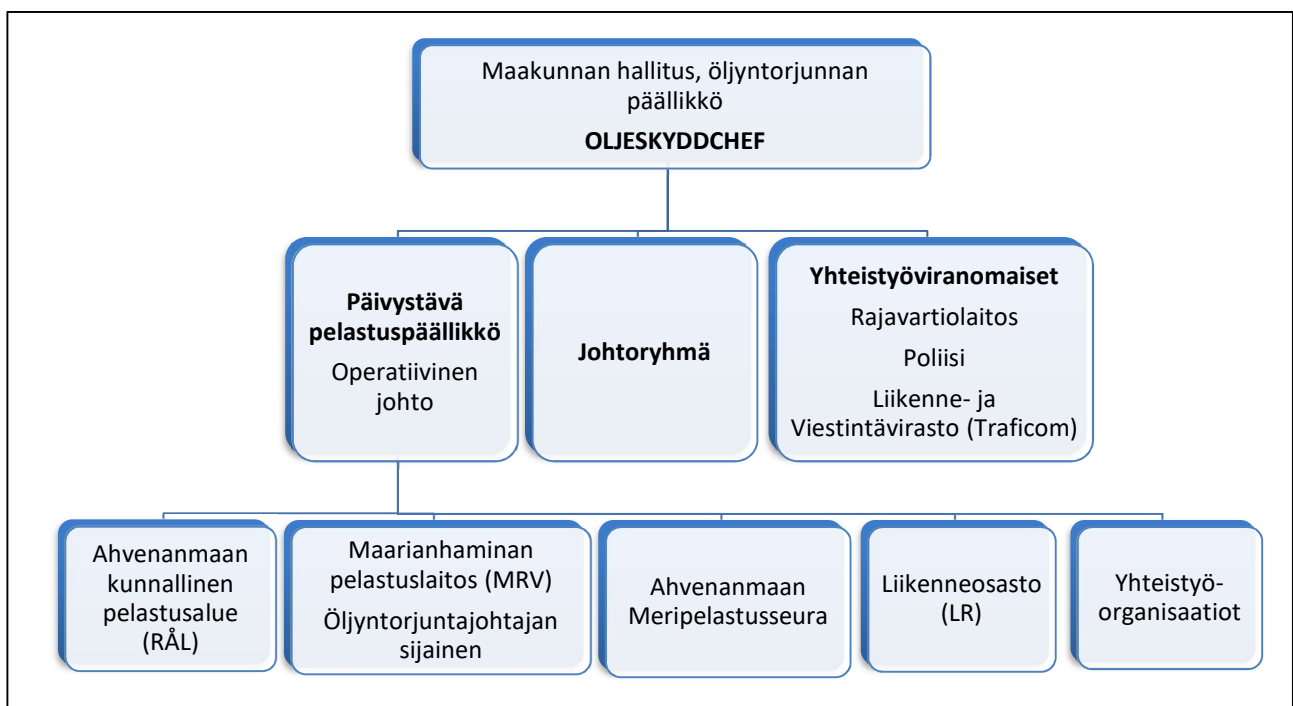 Maakunnan hallitus, öljyntorjunnan
päällikkö
OLJESKYDDCHEF
Päivystävä
pelastuspäällikkö
Operatiivinen
johto
Johtoryhmä
Yhteistyöviranomaiset
Rajavartiolaitos
Poliisi
Liikenne- ja
Viestintävirasto (Traficom)
Ahvenanmaan
kunnallinen
pelastusalue
(RÅL)
Maarianhaminan
pelastuslaitos (MRV)
Öljyntorjuntajohtajan
sijainen
Ahvenanmaan
Meripelastusseura
Liikenneosasto
(LR)
Yhteistyö-
organisaatiot